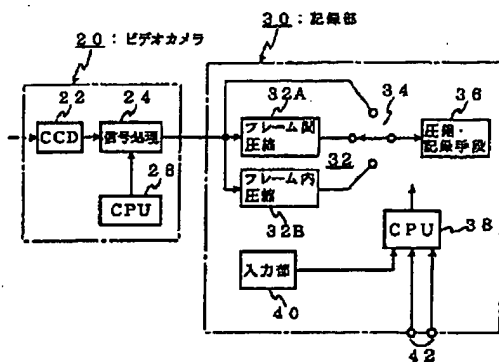 20：ビデオカメラ
30：記録部
22
24
CCD
信号処理
26
CPU
32A
フレーム間
圧縮
34
36
圧縮・
記録手段
32
フレーム内
圧縮
32B
CPU
38
入力部
40
42